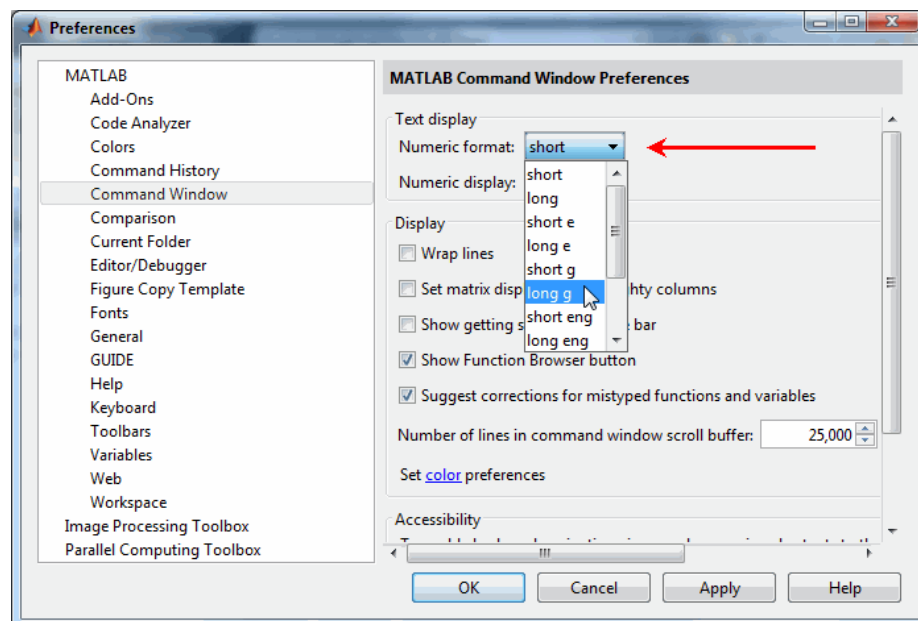 Preferences
MATLAB
Add-Ons
Code Analyzer
Colors
Command History
Command Window
Comparison
Current Folder
Editor/Debugger
Figure Copy Template
Fonts
General
GUIDE
Help
Keyboard
Toolbars
Variables
Web
Workspace
Image Processing Toolbox
Parallel Computing Toolbox
MATLAB Command Window Preferences
Text display
Numeric format: short
short
long
short e
long e
short g
long g
short eng
long eng
Numeric display:
Display
Wrap lines
Set matrix disp hty columns
Show getting s e bar
Show Function Browser button
Suggest corrections for mistyped functions and variables
Number of lines in command window scroll buffer: 25,000
Set color preferences
Accessibility
OK Cancel Apply Help